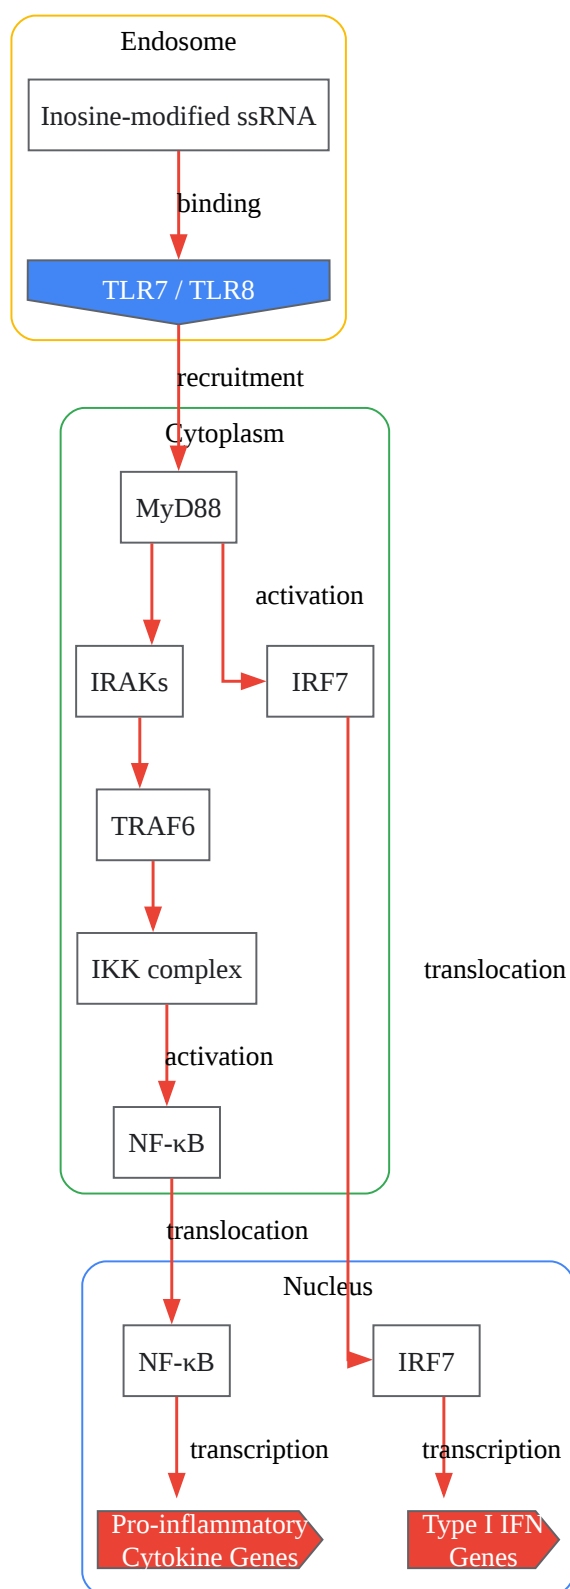 Endosome
Inosine-modified ssRNA
binding
TLR7 / TLR8
recruitment
Cytoplasm
MyD88
activation
IRAKs
IRF7
TRAF6
IKK complex
translocation
activation
NF-κB
translocation
Nucleus
NF-κB
IRF7
transcription
transcription
Pro-inflammatory
Cytokine Genes
Type I IFN
Genes